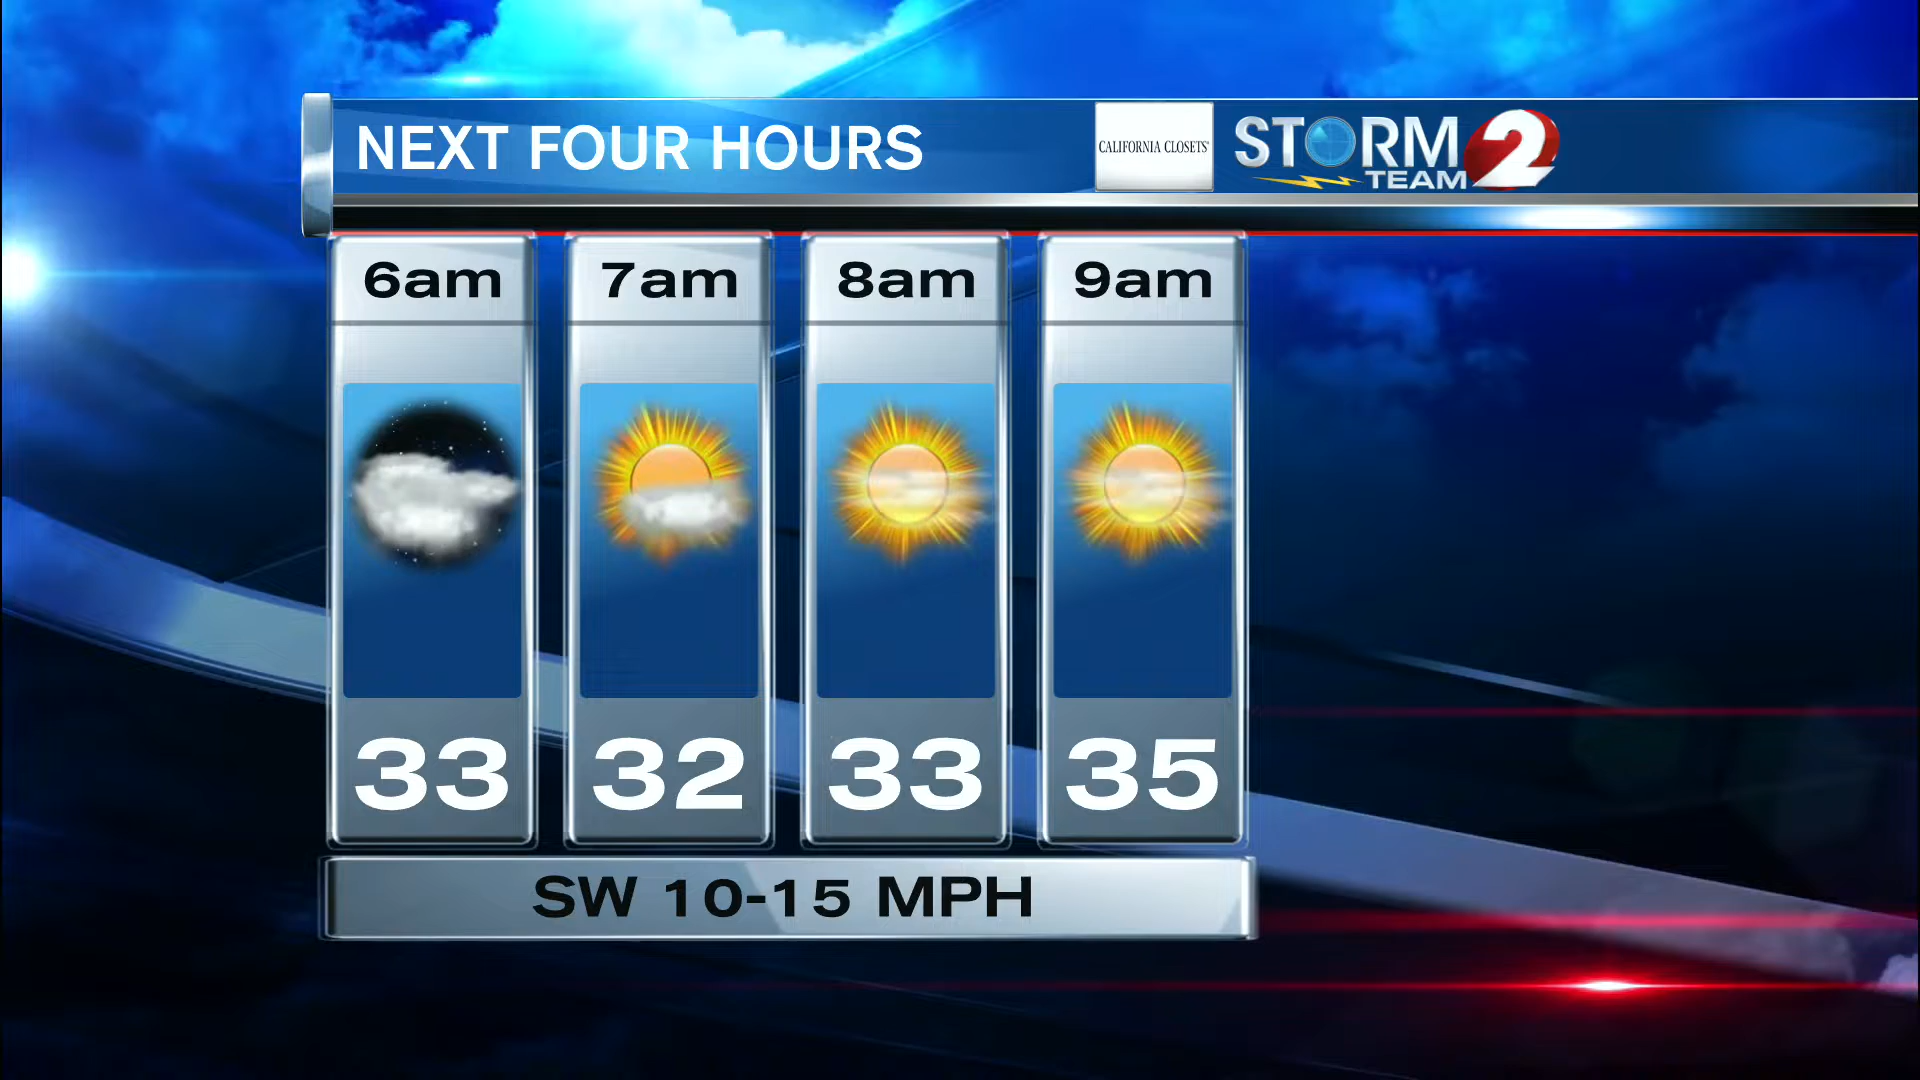 NEXT FOUR HOURS
CALIFORNIA CLOSETS®
STORM
TEAM 2
6am 7am 8am 9am
33 32 33 35
SW 10-15 MPH